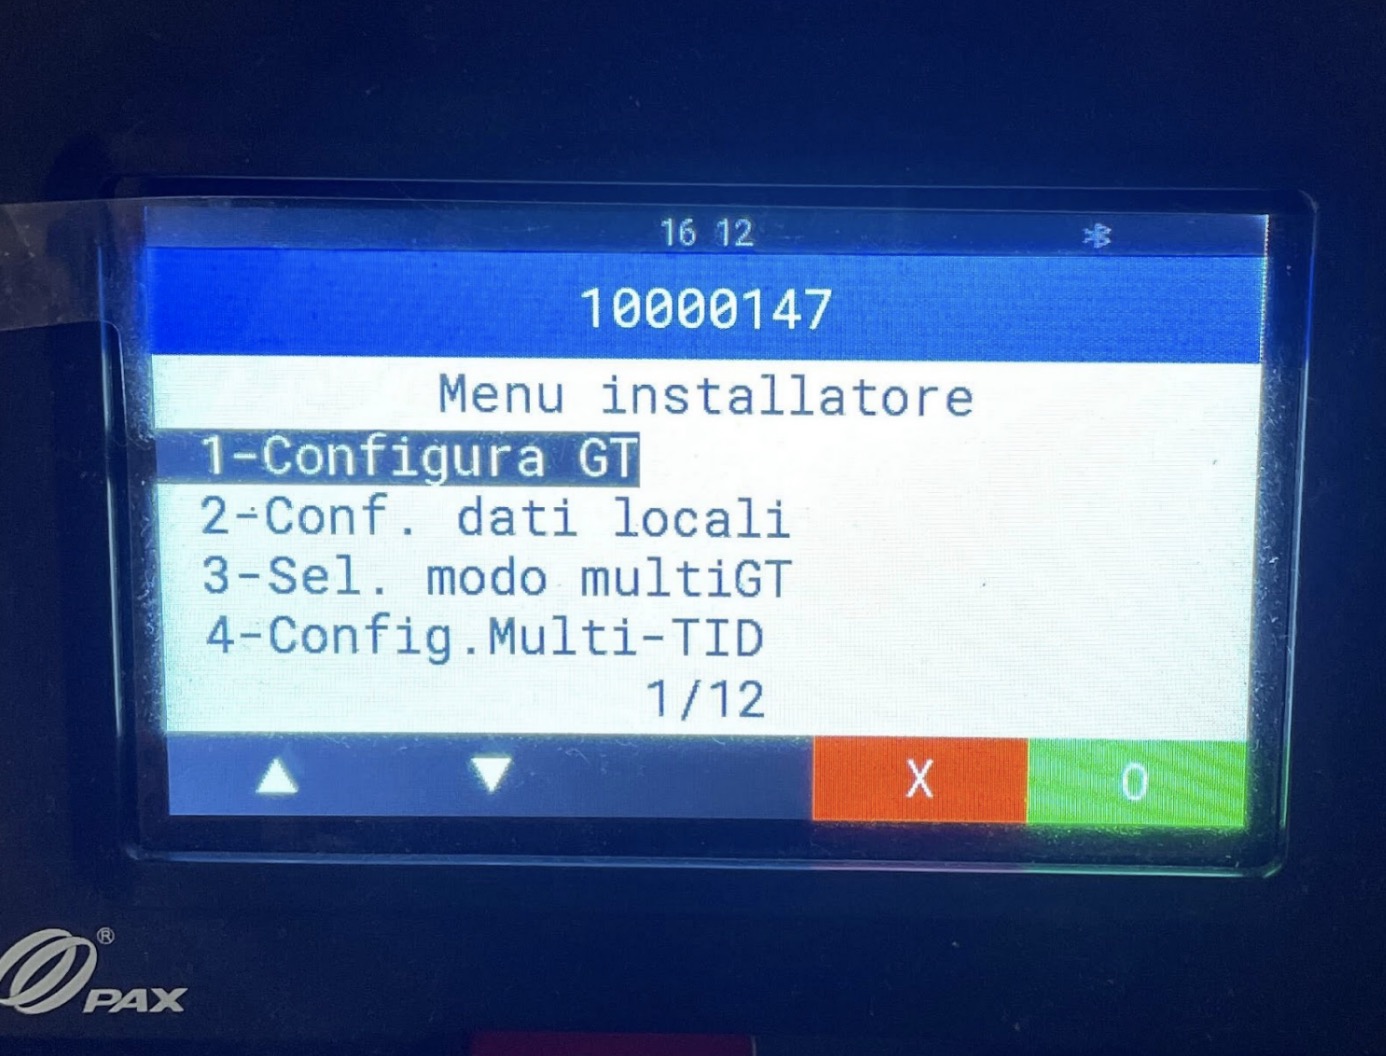 16 12
10000147
Menu installatore
1-Configura GT
2-Conf. dati locali
3-Sel. modo multiGT
4-Config.Multi-TID
1/12
X O
® PAX